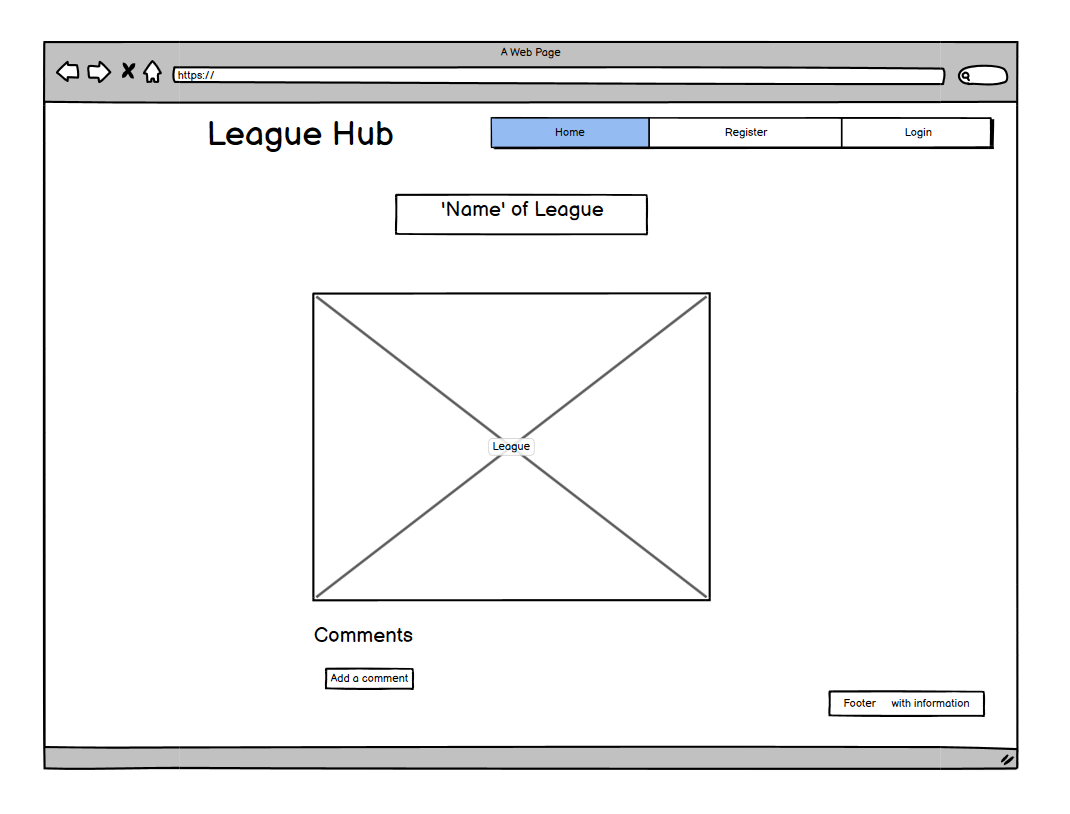 A Web Page
https://
League Hub
Home
Register
Login
'Name' of League
League
Comments
Add a comment
Footer with information